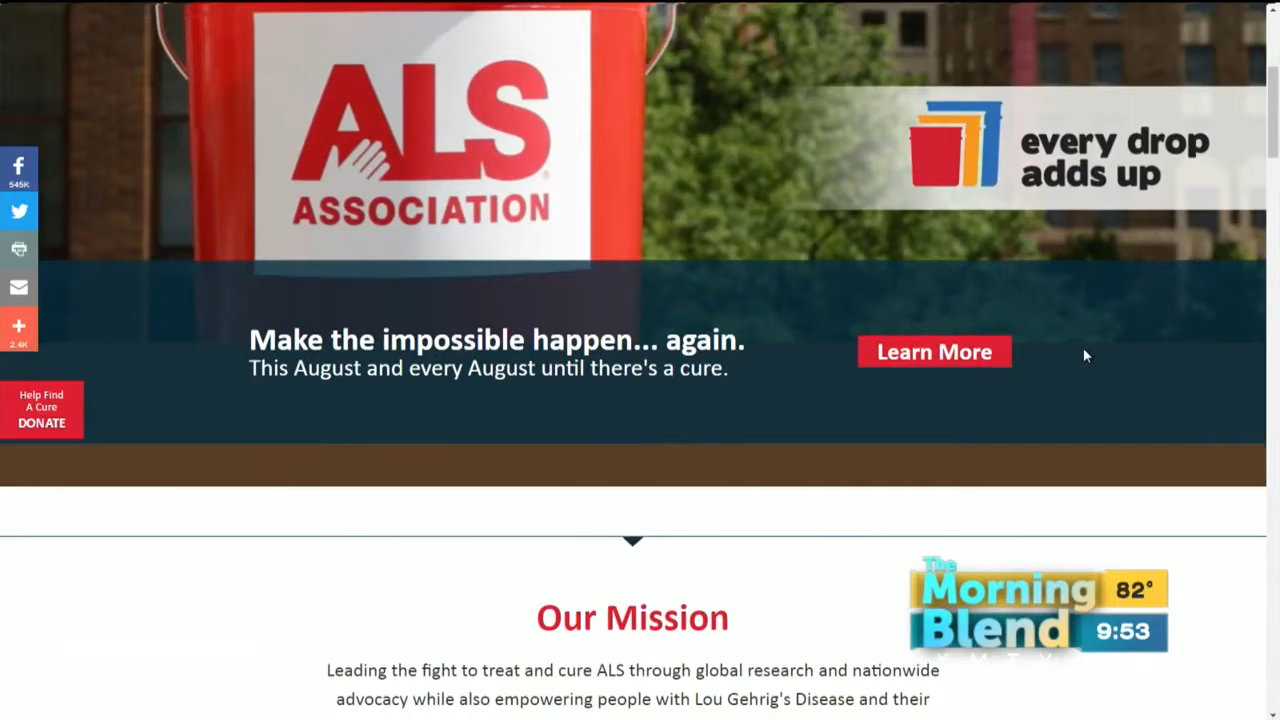 ALS
ASSOCIATION
every drop
adds up
545K
2.4K
Help Find
A Cure
DONATE
Make the impossible happen... again.
This August and every August until there's a cure.
Learn More
Our Mission
Leading the fight to treat and cure ALS through global research and nationwide
advocacy while also empowering people with Lou Gehrig's Disease and their
The
Morning
Blend
82°
9:53